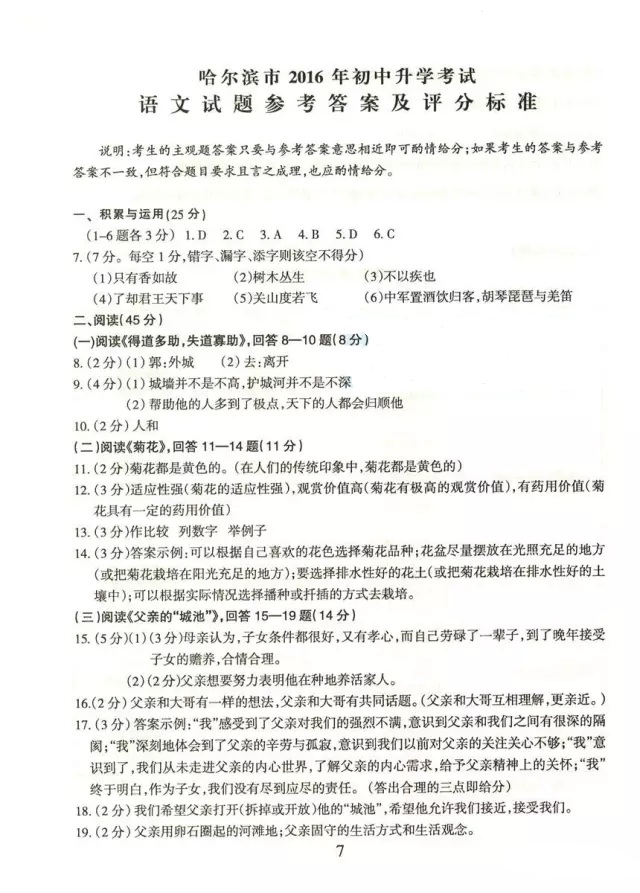 哈尔滨市 2016 年初中升学考试
语文试题参考答案及评分标准
说明:考生的主观题答案只要与参考答案意思相近即可酌情给分;如果考生的答案与参考
答案不一致,但符合题目要求且言之成理,也应酌情给分。
一、积累与运用(25 分)
(1-6 题各 3 分) 1. D 2. C 3. A 4. B 5. D 6. C
7. (7 分。每空 1 分,错字、漏字、添字则该空不得分)
(1)只有香如故 (2)树木丛生 (3)不以疾也
(4)了却君王天下事 (5)关山度若飞 (6)中军置酒饮归客,胡琴琵琶与羌笛
二、阅读(45 分)
(一)阅读《得道多助,失道寡助》,回答 8—10 题(8 分)
8. (2 分) (1) 郭:外城 (2) 去:离开
9. (4 分) (1) 城墙并不是不高,护城河并不是不深
(2) 帮助他的人多到了极点,天下的人都会归顺他
10. (2 分) 人和
(二)阅读《菊花》,回答 11—14 题(11 分)
11. (2 分)菊花都是黄色的。(在人们的传统印象中,菊花都是黄色的)
12. (3 分)适应性强(菊花的适应性强),观赏价值高(菊花有极高的观赏价值),有药用价值(菊
花具有一定的药用价值)
13. (3 分)作比较 列数字 举例子
14. (3 分)答案示例:可以根据自己喜欢的花色选择菊花品种;花盆尽量摆放在光照充足的地方
(或把菊花栽培在阳光充足的地方);要选择排水性好的花土(或把菊花栽培在排水性好的土
壤中);可以根据实际情况选择播种或扦插的方式去栽培。
(三)阅读《父亲的“城池”》,回答 15—19 题(14 分)
15. (5 分)(1)(3 分)母亲认为,子女条件都很好,又有孝心,而自己劳碌了一辈子,到了晚年接受
子女的赡养,合情合理。
(2)(2 分)父亲想要努力表明他在种地养活家人。
16.(2 分) 父亲和大哥有一样的想法,父亲和大哥有共同话题。(父亲和大哥互相理解,更亲近。)
17. (3 分) 答案示例:“我”感受到了父亲对我们的强烈不满,意识到父亲和我们之间有很深的隔
阂;“我”深刻地体会到了父亲的辛劳与孤寂,意识到我们以前对父亲的关注关心不够;“我”意
识到了,我们从未走进父亲的内心世界,了解父亲的内心需求,给予父亲精神上的关怀;“我”
终于明白,作为子女,我们没有尽到应尽的责任。(答出合理的三点即给分)
18. (2 分) 我们希望父亲打开(拆掉或开放)他的“城池”,希望他允许我们接近,接受我们。
19. (2 分) 父亲用卵石圈起的河滩地;父亲固守的生活方式和生活观念。
7